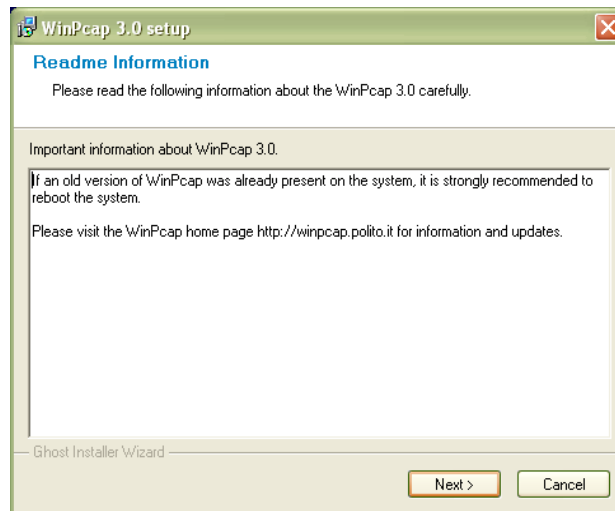 WinPcap 3.0 setup
Readme Information
Please read the following information about the WinPcap 3.0 carefully.
Important information about WinPcap 3.0.
If an old version of WinPcap was already present on the system, it is strongly recommended to
reboot the system.
Please visit the WinPcap home page http://winpcap.polito.it for information and updates.
Ghost Installer Wizard
Next >
Cancel